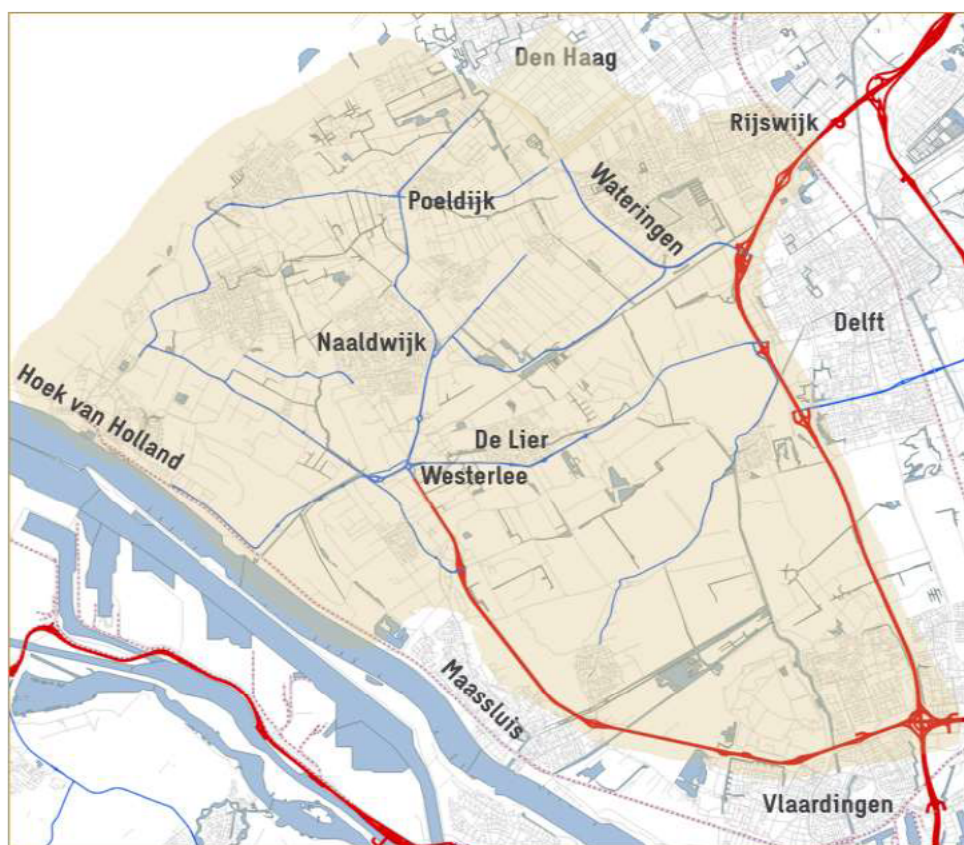 Den Haag
Rijswijk
Wateringen
Poeldijk
Delft
Naaldwijk
Hoek van Holland
De Lier
Westerlee
Maassluis
Vlaardingen